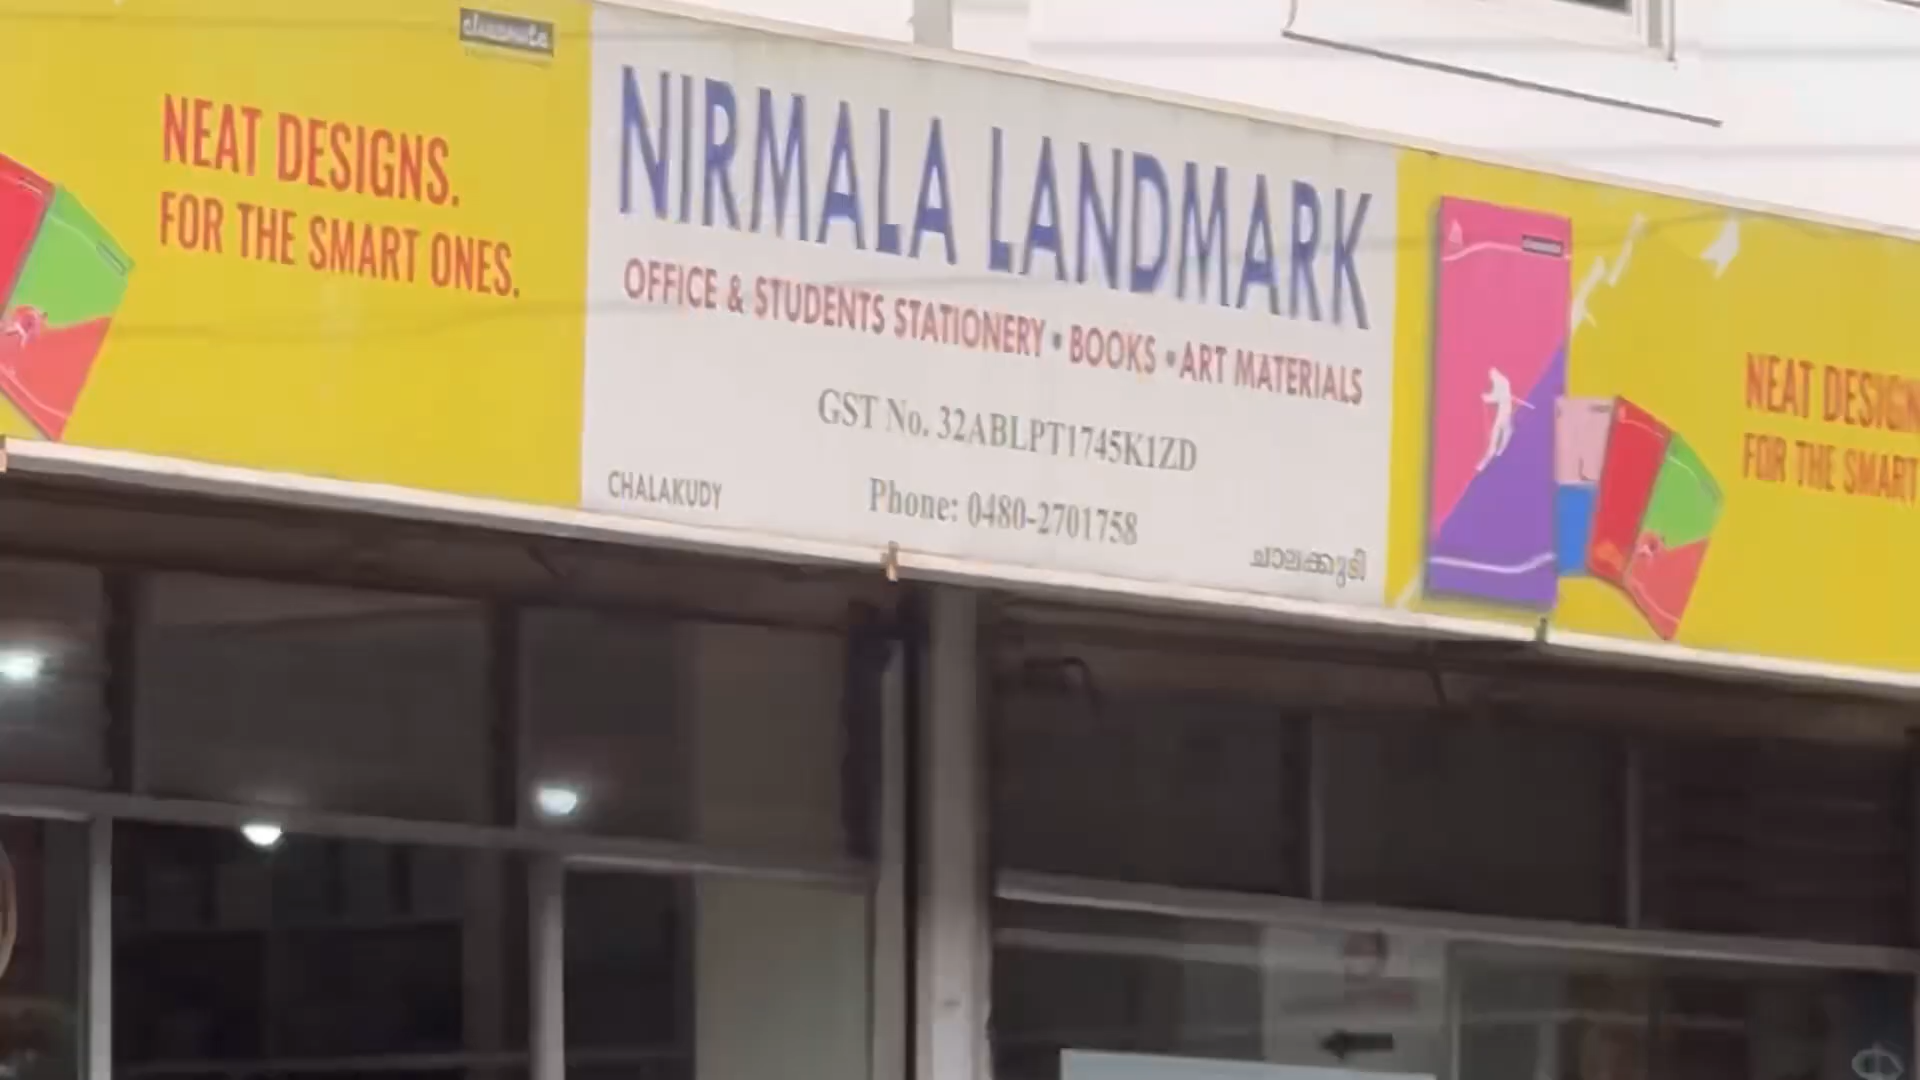 classmate
NEAT DESIGNS.
FOR THE SMART ONES.
NIRMALA LANDMARK
OFFICE & STUDENTS STATIONERY • BOOKS • ART MATERIALS
GST No. 32ABLPT1745K1ZD
Phone: 0480-2701758
CHALAKUDY
ചാലക്കുടി
NEAT DESIGN
FOR THE SMART